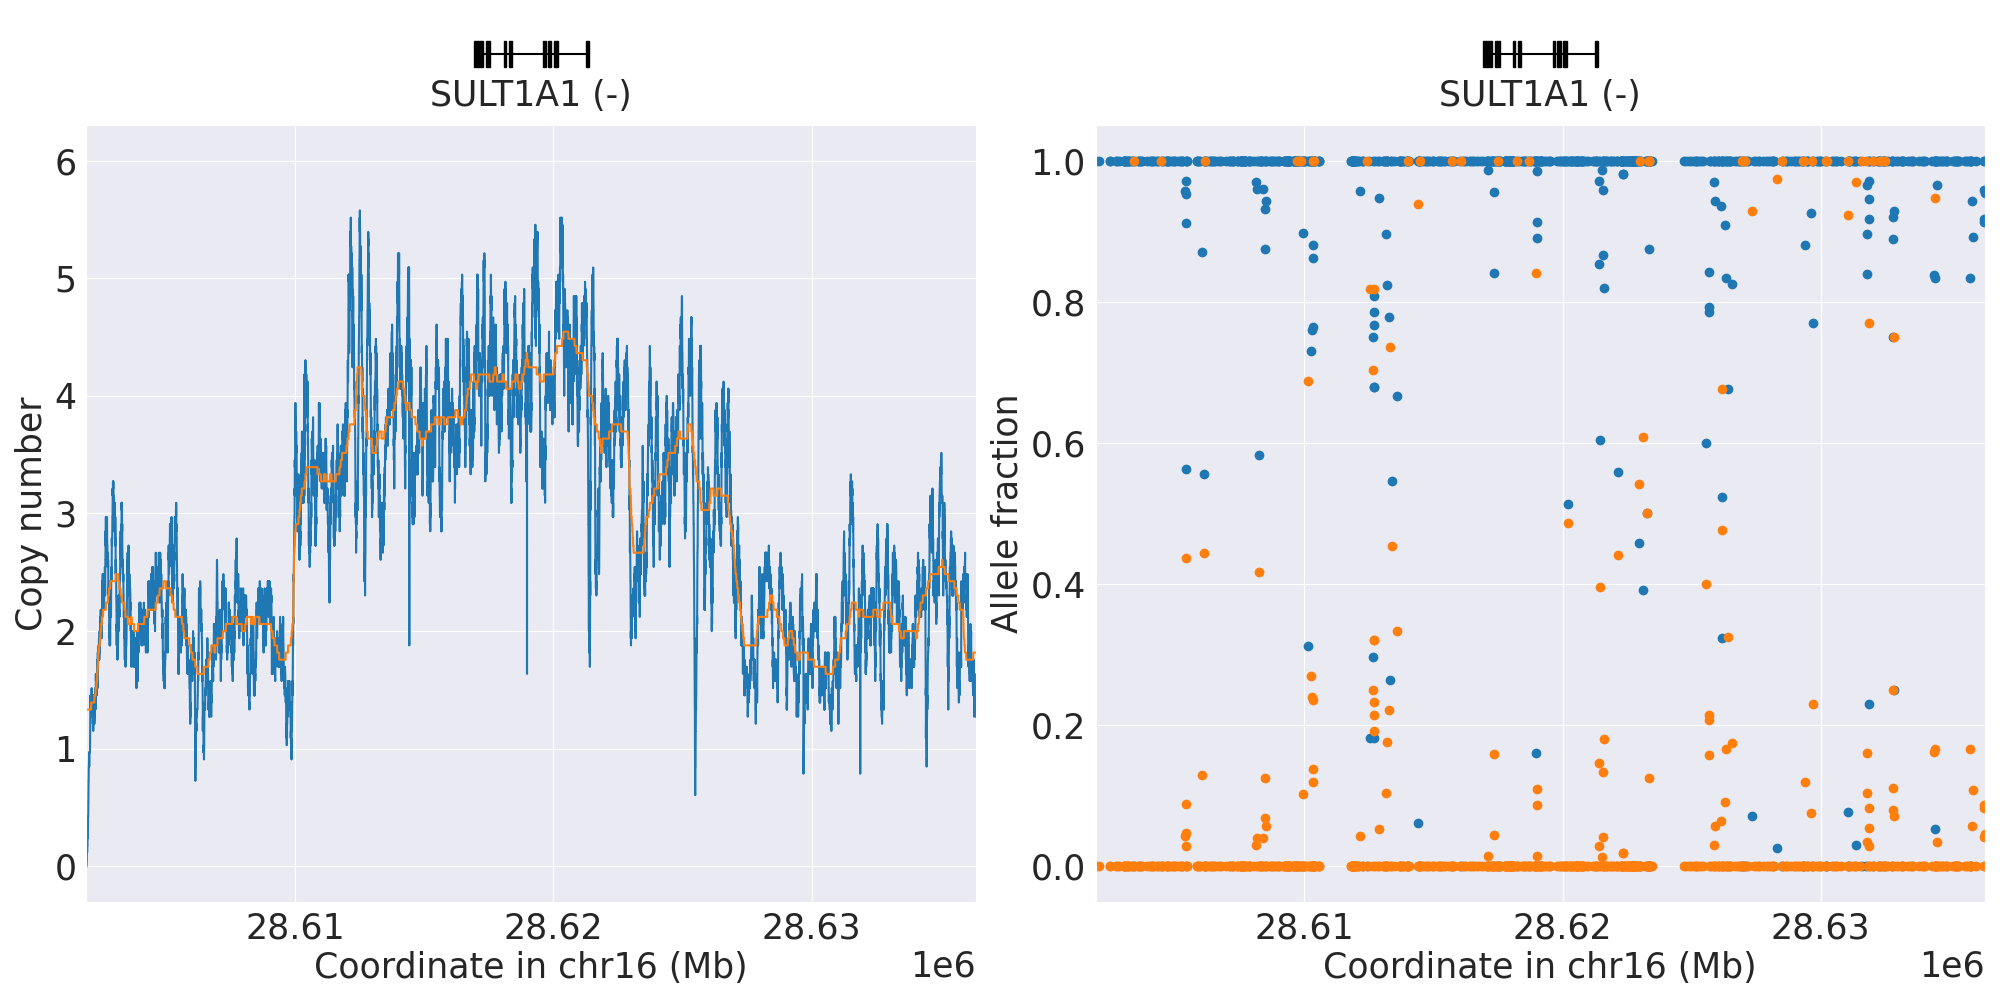 SULT1A1 (-)
Copy number
6
5
4
3
2
1
0
28.61
28.62
28.63
Coordinate in chr16 (Mb)
1e6
SULT1A1 (-)
Allele fraction
1.0
0.8
0.6
0.4
0.2
0.0
28.61
28.62
28.63
Coordinate in chr16 (Mb)
1e6